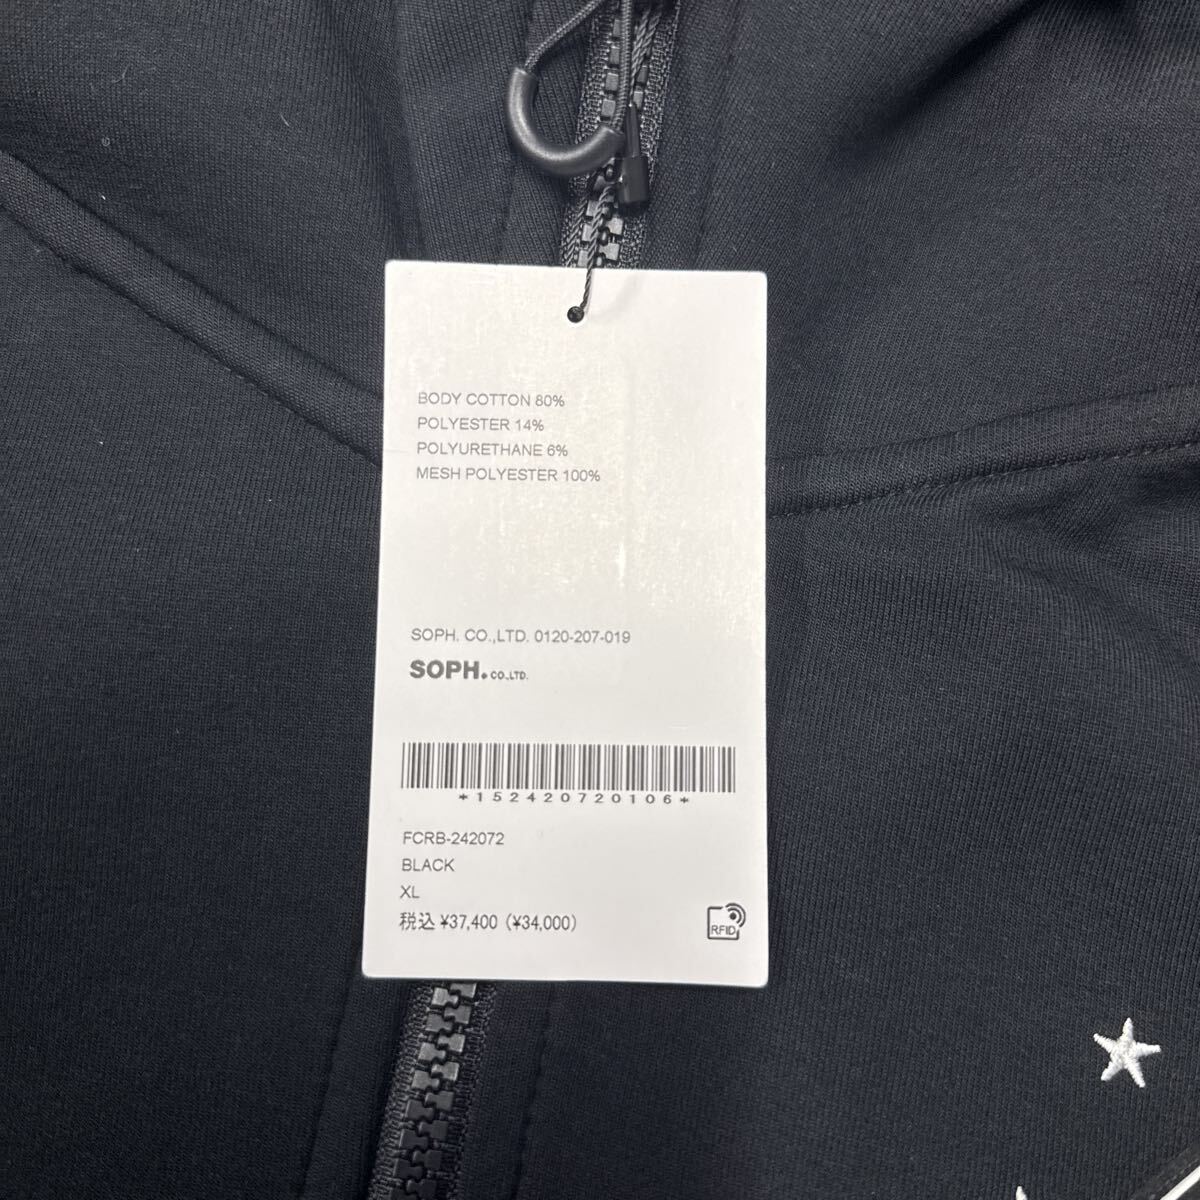 BODY COTTON 80%
POLYESTER 14%
POLYURETHANE 6%
MESH POLYESTER 100%
SOPH. CO.,LTD. 0120-207-019
SOPH.CO.,LTD.
*152420720106*
FCRB-242072
BLACK
XL
税込 ¥37,400 (¥34,000)
RFID